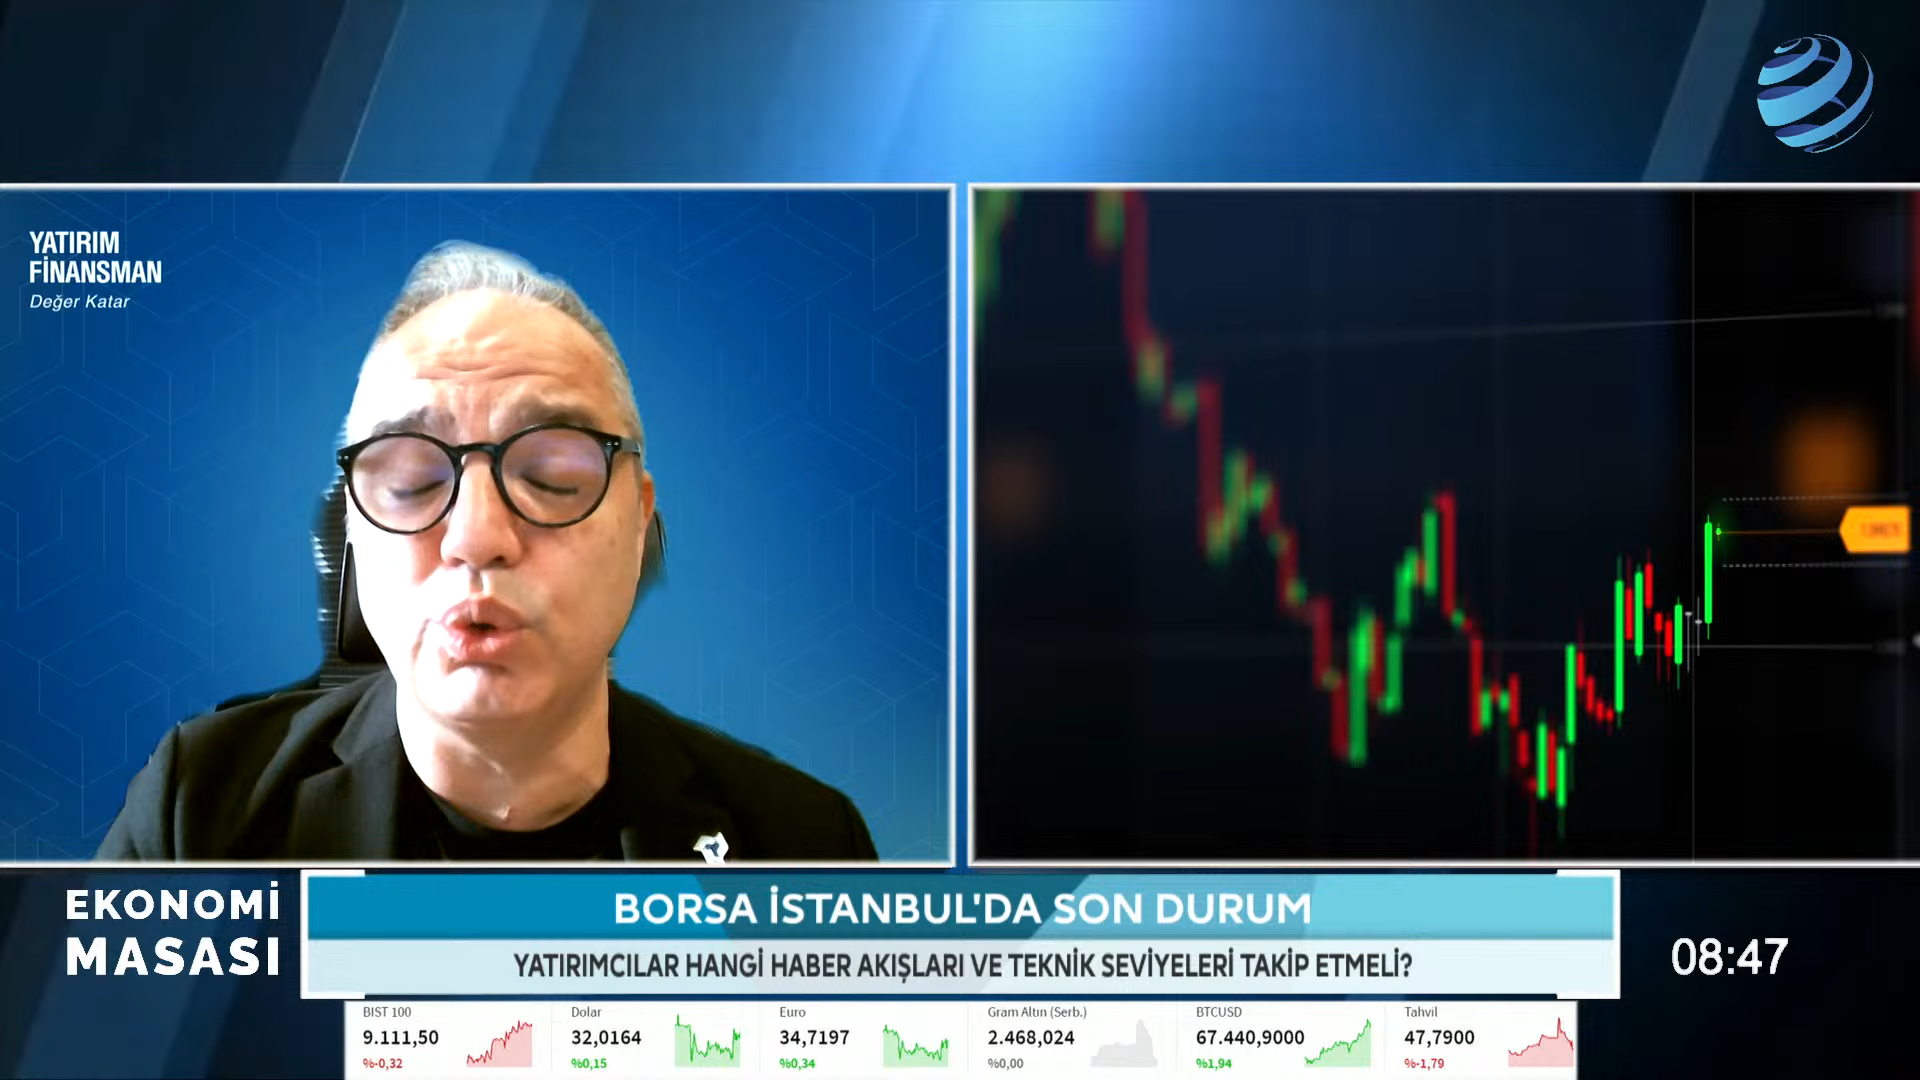 YATIRIM
FİNANSMAN
Değer Katar
EKONOMİ
MASASI
BORSA İSTANBUL'DA SON DURUM
YATIRIMCILAR HANGİ HABER AKIŞLARI VE TEKNİK SEVİYELERİ TAKİP ETMELİ?
08:47
BIST 100
9.111,50
%-0,32
Dolar
32,0164
%0,15
Euro
34,7197
%0,34
Gram Altın (Serb.)
2.468,024
%0,00
BTCUSD
67.440,9000
%1,94
Tahvil
47,7900
%-1,79